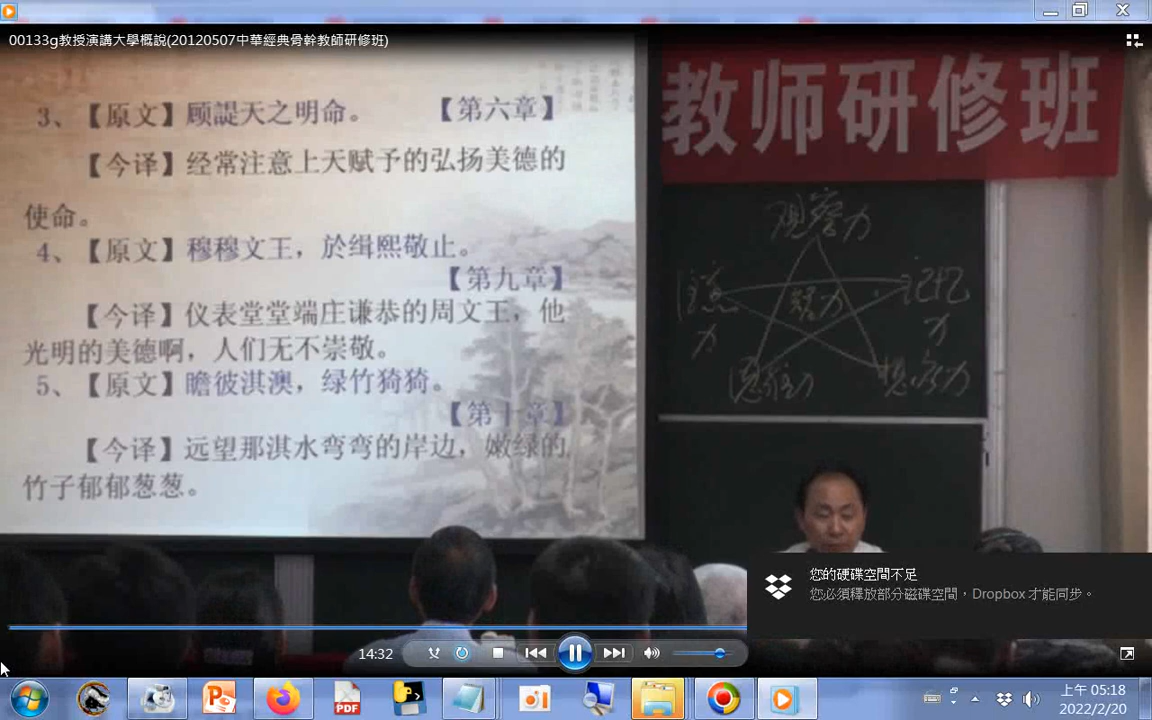 00133g教授演講大學概說(20120507中華經典骨幹教師研修班)
3、【原文】顾諟天之明命。 【第六章】
【今译】经常注意上天赋予的弘扬美德的
使命。
4、【原文】穆穆文王，於缉熙敬止。
【第九章】
【今译】仪表堂堂端庄谦恭的周文王，他
光明的美德啊，人们无不崇敬。
5、【原文】瞻彼淇澳，绿竹猗猗。
【第十章】
【今译】远望那淇水弯弯的岸边，嫩绿的
竹子郁郁葱葱。
教师研修班
观察力
注意力
智力
记忆力
思维力
想象力
您的硬碟空間不足
您必須釋放部分磁碟空間，Dropbox 才能同步。
14:32
PDF
上午 05:18
2022/2/20